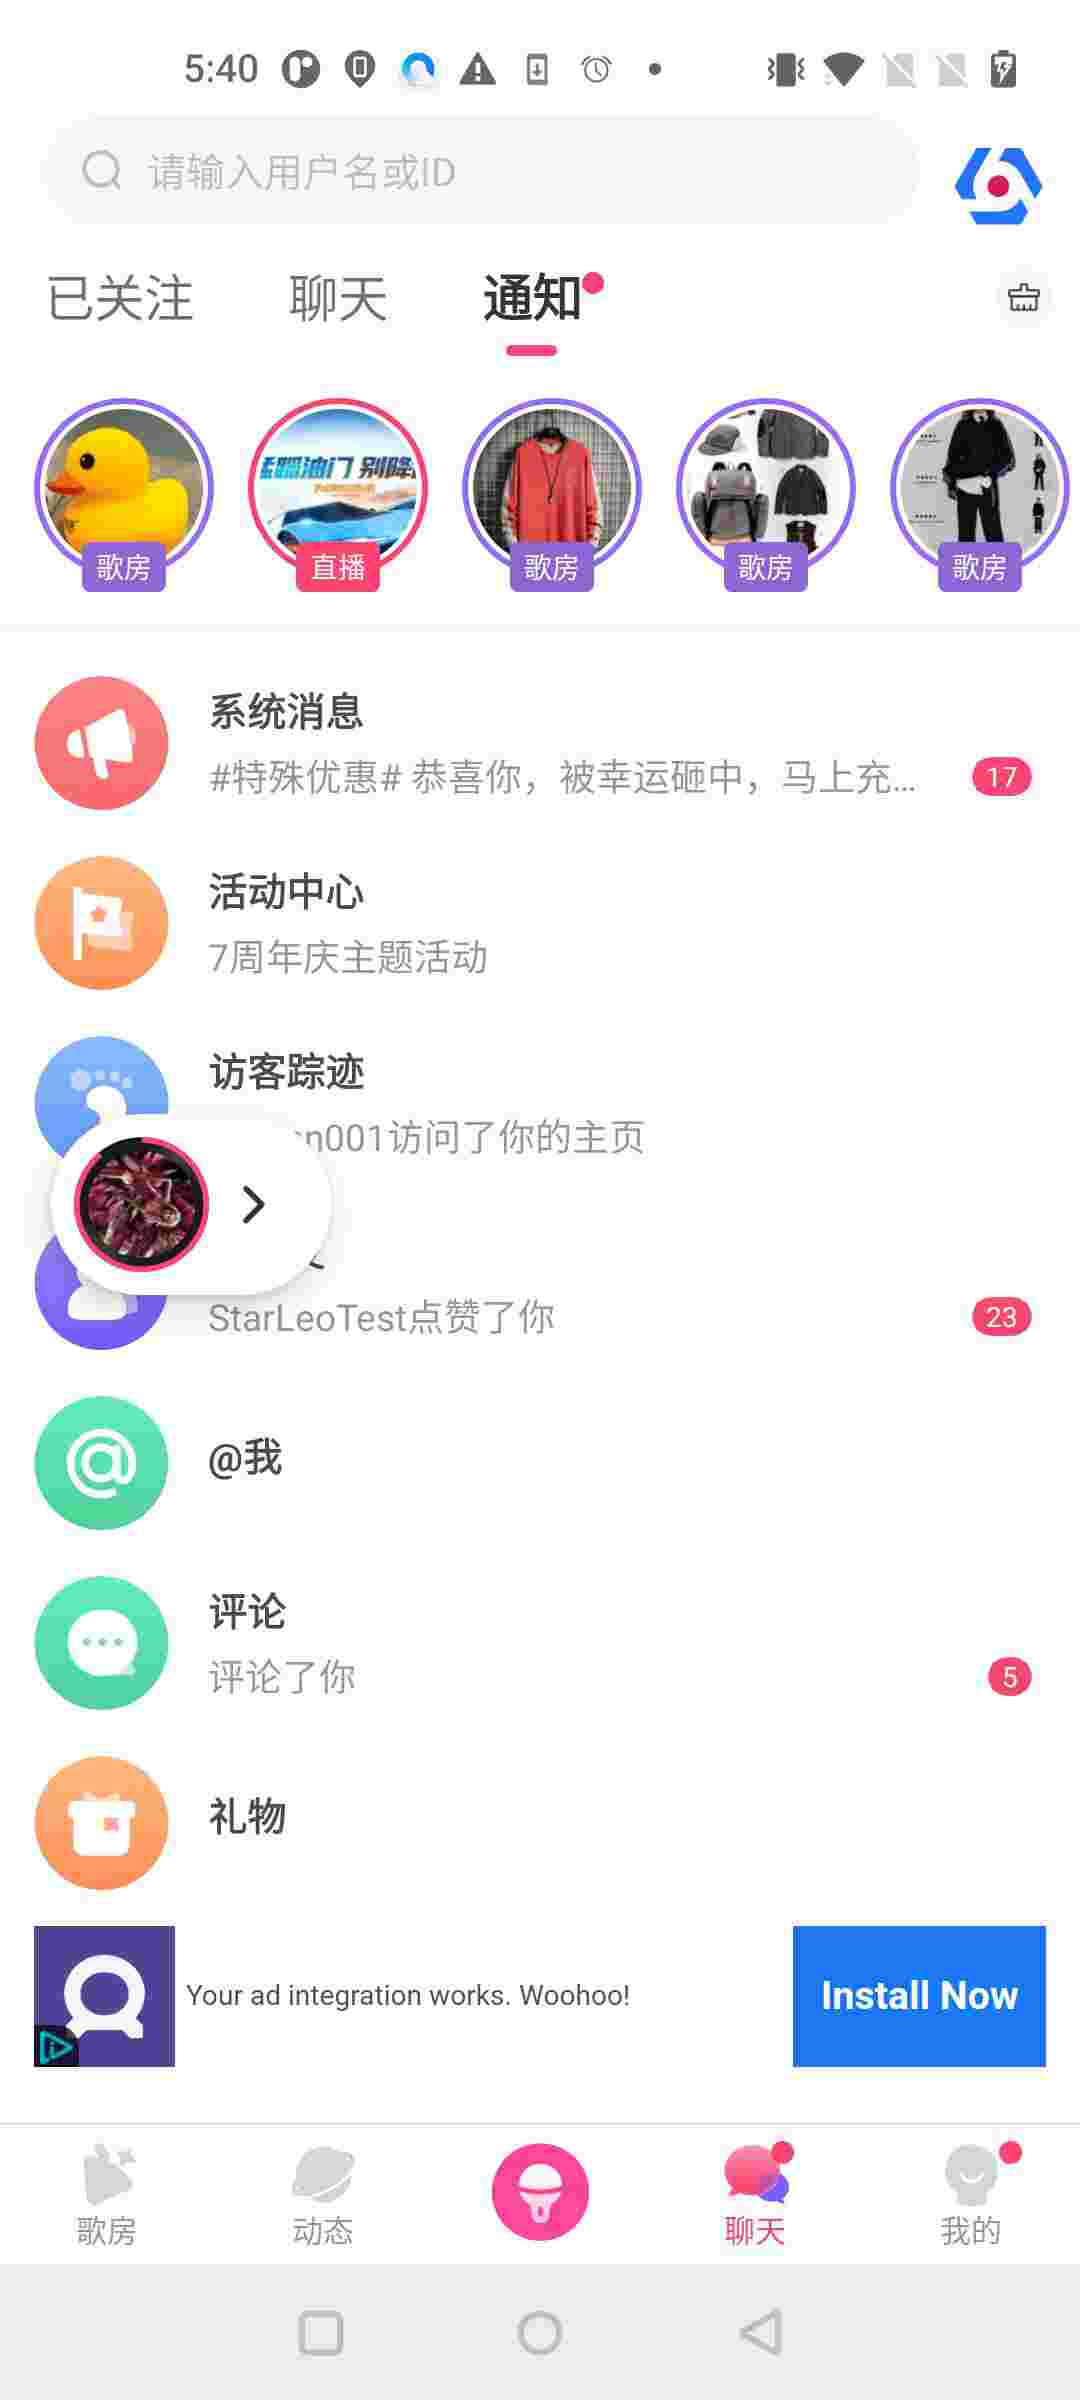 5:40
请输入用户名或ID
已关注
聊天
通知
歌房
直播
歌房
歌房
歌房
系统消息
#特殊优惠# 恭喜你，被幸运砸中，马上充...
17
活动中心
7周年庆主题活动
访客踪迹
n001访问了你的主页
StarLeoTest点赞了你
23
@我
评论
评论了你
5
礼物
Your ad integration works. Woohoo!
Install Now
歌房
动态
聊天
我的